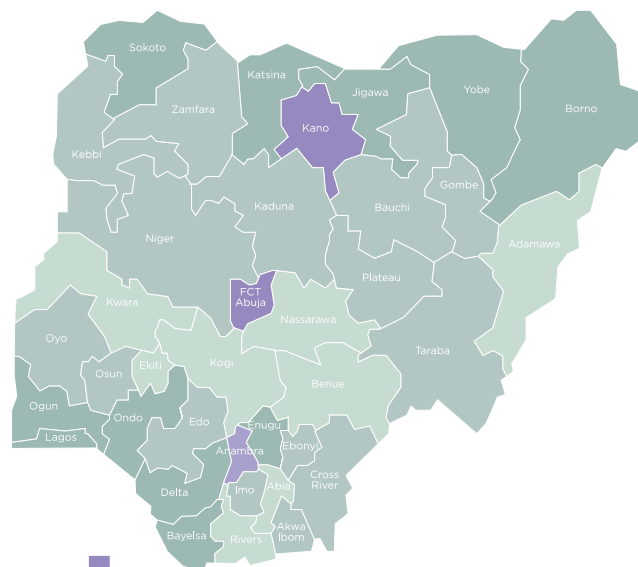 Sokoto
Katsina
Zamfara
Jigawa
Yobe
Borno
Kano
Kebbi
Gombe
Kaduna
Bauchi
Niger
Adamawa
Plateau
FCT
Abuja
Kwara
Nassarawa
Oyo
Taraba
Kogi
Ekiti
Osun
Benue
Ogun
Ondo
Edo
Enugu
Lagos
Ebonyi
Anambra
Cross
River
Delta
Imo
Abia
Akwa
Ibom
Bayelsa
Rivers